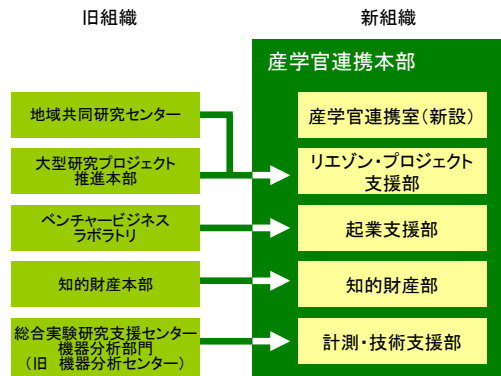 旧組織
新組織
産学官連携本部
地域共同研究センター
産学官連携室(新設)
大型研究プロジェクト
推進本部
リエゾン・プロジェクト
支援部
ベンチャービジネス
ラボラトリ
起業支援部
知的財産本部
知的財産部
総合実験研究支援センター
機器分析部門
(旧 機器分析センター)
計測・技術支援部